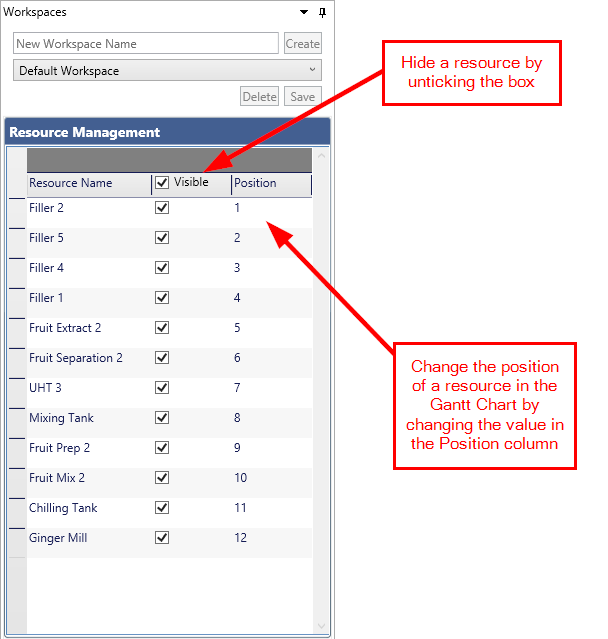 Workspaces
New Workspace Name Create
Default Workspace
Delete Save
Resource Management
Resource Name Visible Position
Filler 2 1
Filler 5 2
Filler 4 3
Filler 1 4
Fruit Extract 2 5
Fruit Separation 2 6
UHT 3 7
Mixing Tank 8
Fruit Prep 2 9
Fruit Mix 2 10
Chilling Tank 11
Ginger Mill 12
Hide a resource by
unticking the box
Change the position
of a resource in the
Gantt Chart by
changing the value in
the Position column